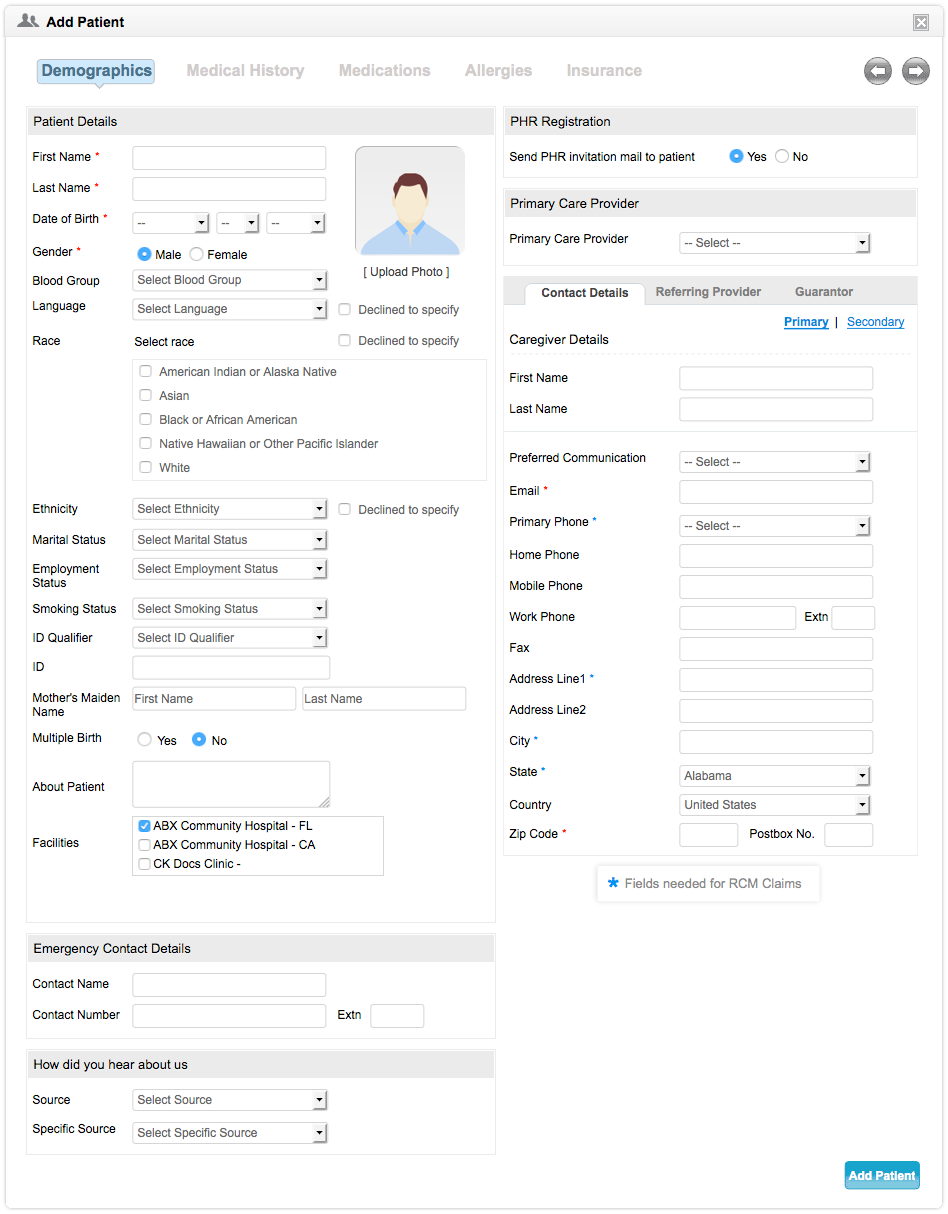 Add Patient
Demographics Medical History Medications Allergies Insurance
Patient Details
First Name *
Last Name *
Date of Birth * -- -- --
[ Upload Photo ]
Gender * Male Female
Blood Group Select Blood Group
Language Select Language Declined to specify
Race Select race Declined to specify
American Indian or Alaska Native
Asian
Black or African American
Native Hawaiian or Other Pacific Islander
White
Ethnicity Select Ethnicity Declined to specify
Marital Status Select Marital Status
Employment
Status
Select Employment Status
Smoking Status Select Smoking Status
ID Qualifier Select ID Qualifier
ID
Mother's Maiden
Name
First Name Last Name
Multiple Birth Yes No
About Patient
Facilities
ABX Community Hospital - FL
ABX Community Hospital - CA
CK Docs Clinic -
Emergency Contact Details
Contact Name
Contact Number Extn
How did you hear about us
Source Select Source
Specific Source Select Specific Source
PHR Registration
Send PHR invitation mail to patient Yes No
Primary Care Provider
Primary Care Provider -- Select --
Contact Details Referring Provider Guarantor
Primary | Secondary
Caregiver Details
First Name
Last Name
Preferred Communication -- Select --
Email *
Primary Phone * -- Select --
Home Phone
Mobile Phone
Work Phone Extn
Fax
Address Line1 *
Address Line2
City *
State * Alabama
Country United States
Zip Code * Postbox No.
* Fields needed for RCM Claims
Add Patient